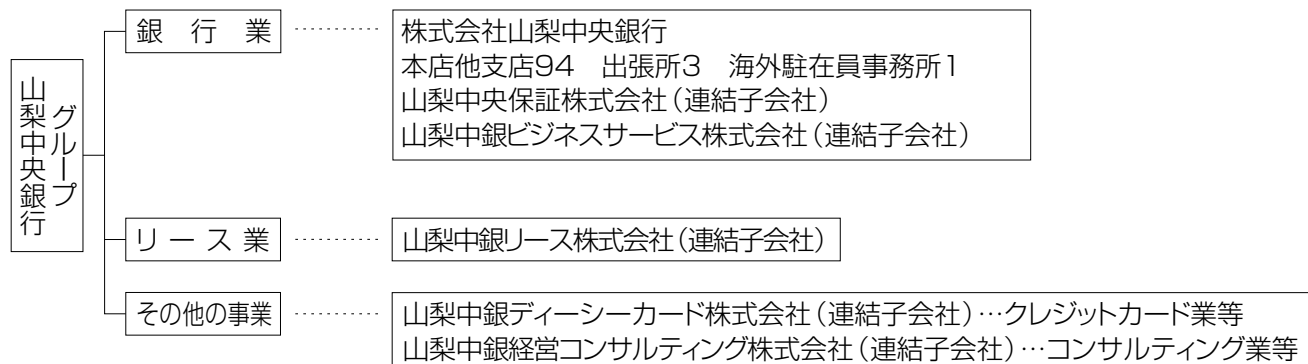 山梨中央銀行
グループ
銀行業
株式会社山梨中央銀行
本店他支店94　出張所3　海外駐在員事務所1
山梨中央保証株式会社（連結子会社）
山梨中銀ビジネスサービス株式会社（連結子会社）
リース業
山梨中銀リース株式会社（連結子会社）
その他の事業
山梨中銀ディーシーカード株式会社（連結子会社）…クレジットカード業等
山梨中銀経営コンサルティング株式会社（連結子会社）…コンサルティング業等